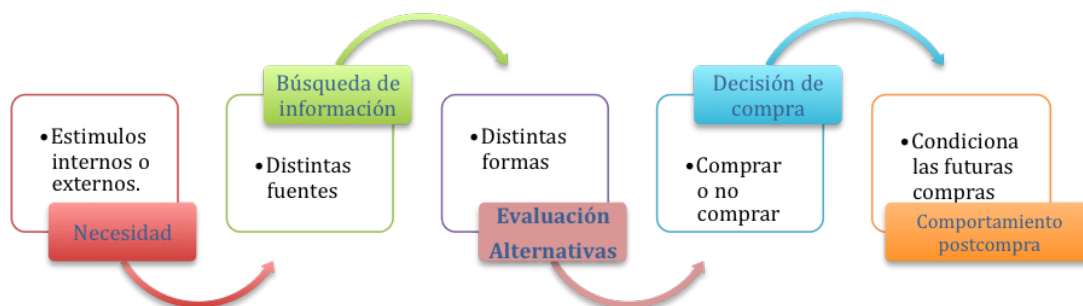 •Estimulos
internos o
externos.
Necesidad
Búsqueda de
información
•Distintas
fuentes
•Distintas
formas
Evaluación
Alternativas
Decisión de
compra
•Comprar
o no
comprar
•Condiciona
las futuras
compras
Comportamiento
postcompra